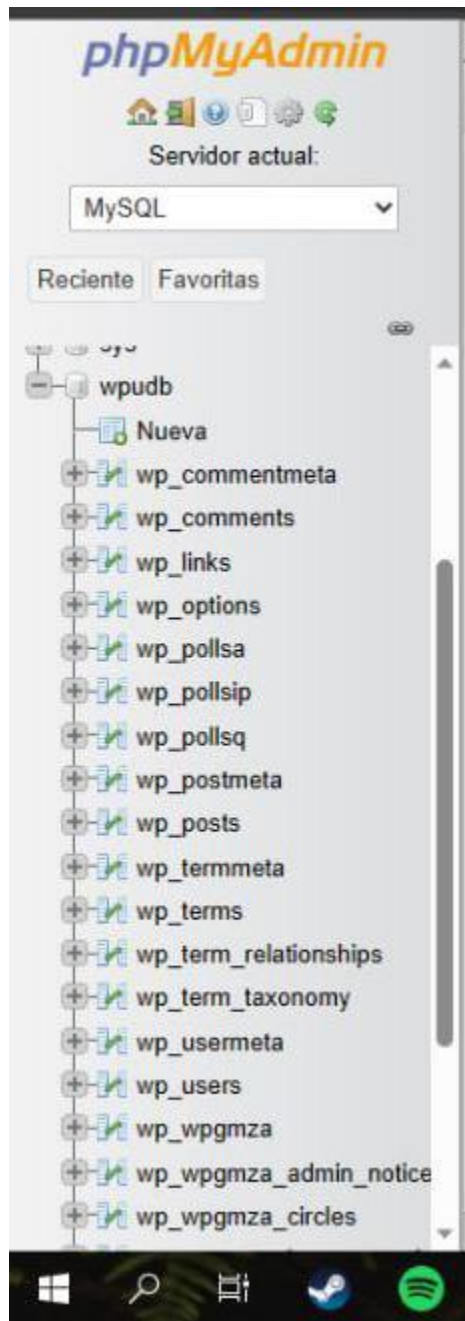 phpMyAdmin
Servidor actual:
MySQL
Reciente Favoritas
wpudb
Nueva
wp_commentmeta
wp_comments
wp_links
wp_options
wp_pollsa
wp_pollsip
wp_pollsq
wp_postmeta
wp_posts
wp_termmeta
wp_terms
wp_term_relationships
wp_term_taxonomy
wp_usermeta
wp_users
wp_wpgmza
wp_wpgmza_admin_notice
wp_wpgmza_circles